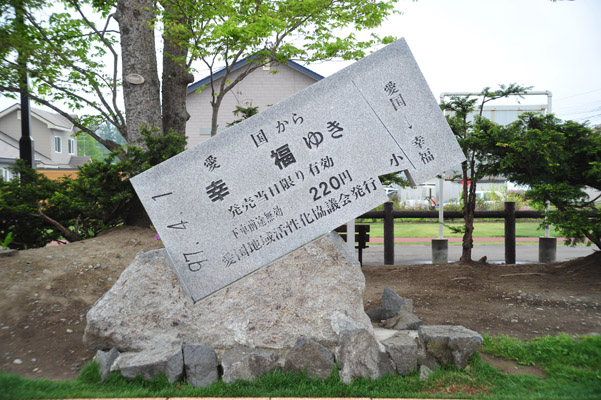 97.4.1
愛国から
幸福ゆき
発売当日限り有効
下車前途無効
220円
愛国地域活性化協議会発行
愛国→幸福
小